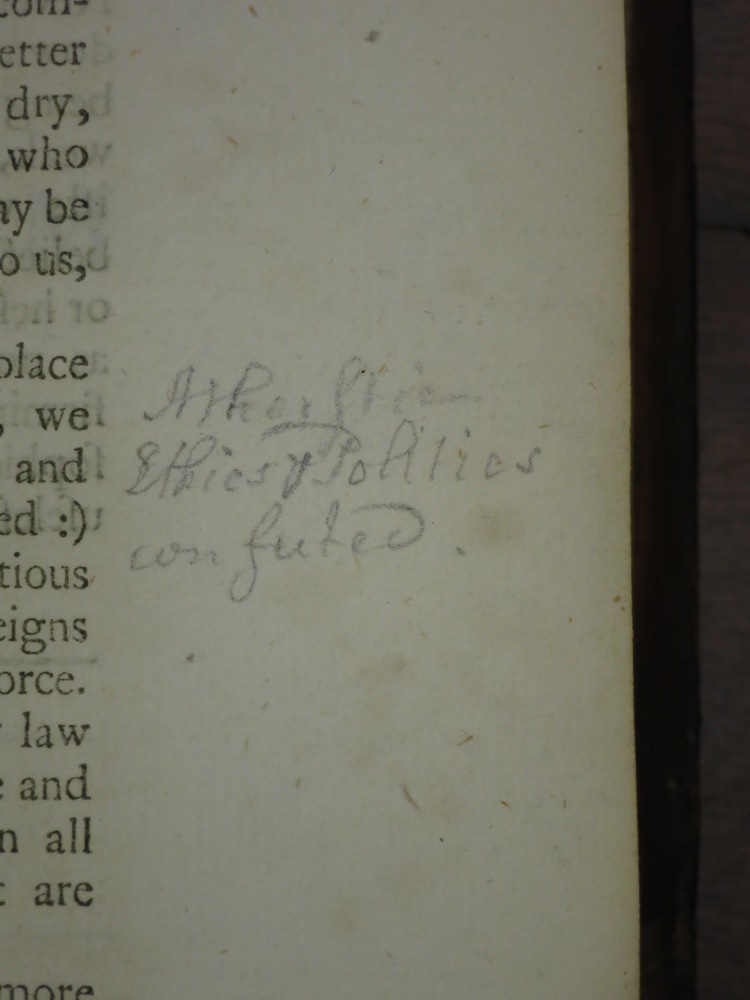 com-
etter
dry,
who
ay be
o us,
place
, we
and
ed :)
tious
eigns
orce.
law
e and
n all
t are
more
Atheistic
Ethics & Politics
confuted.